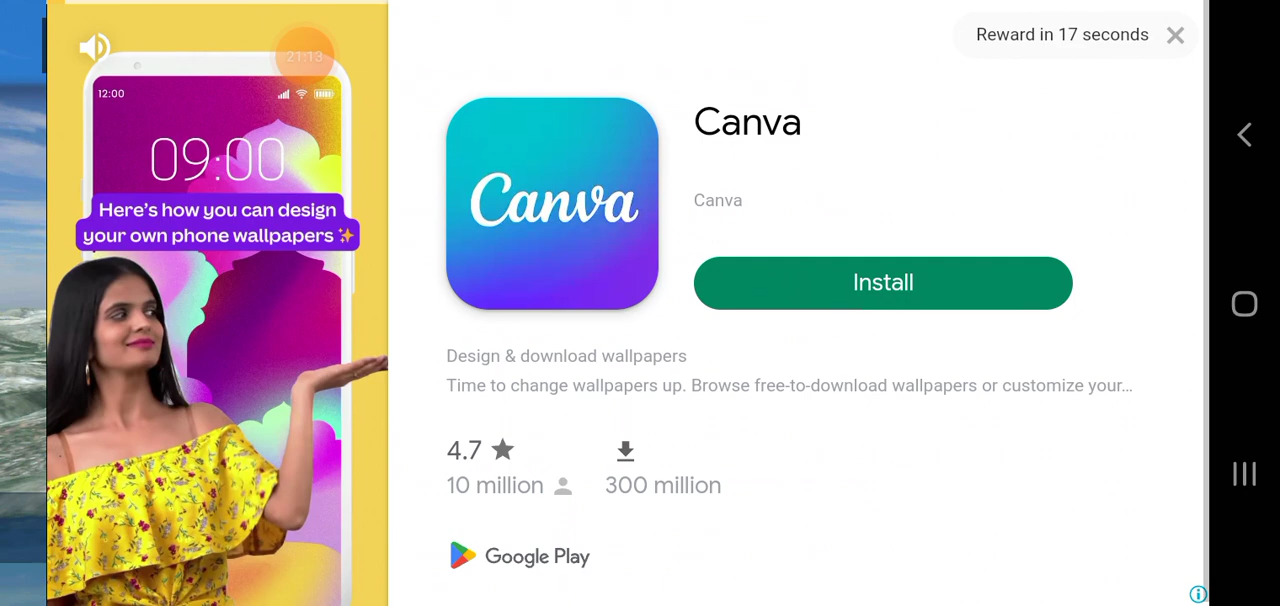 21:13
12:00
09:00
Here's how you can design
your own phone wallpapers ✨
Reward in 17 seconds
Canva
Canva
Canva
Install
Design & download wallpapers
Time to change wallpapers up. Browse free-to-download wallpapers or customize your...
4.7 ★
10 million
300 million
Google Play